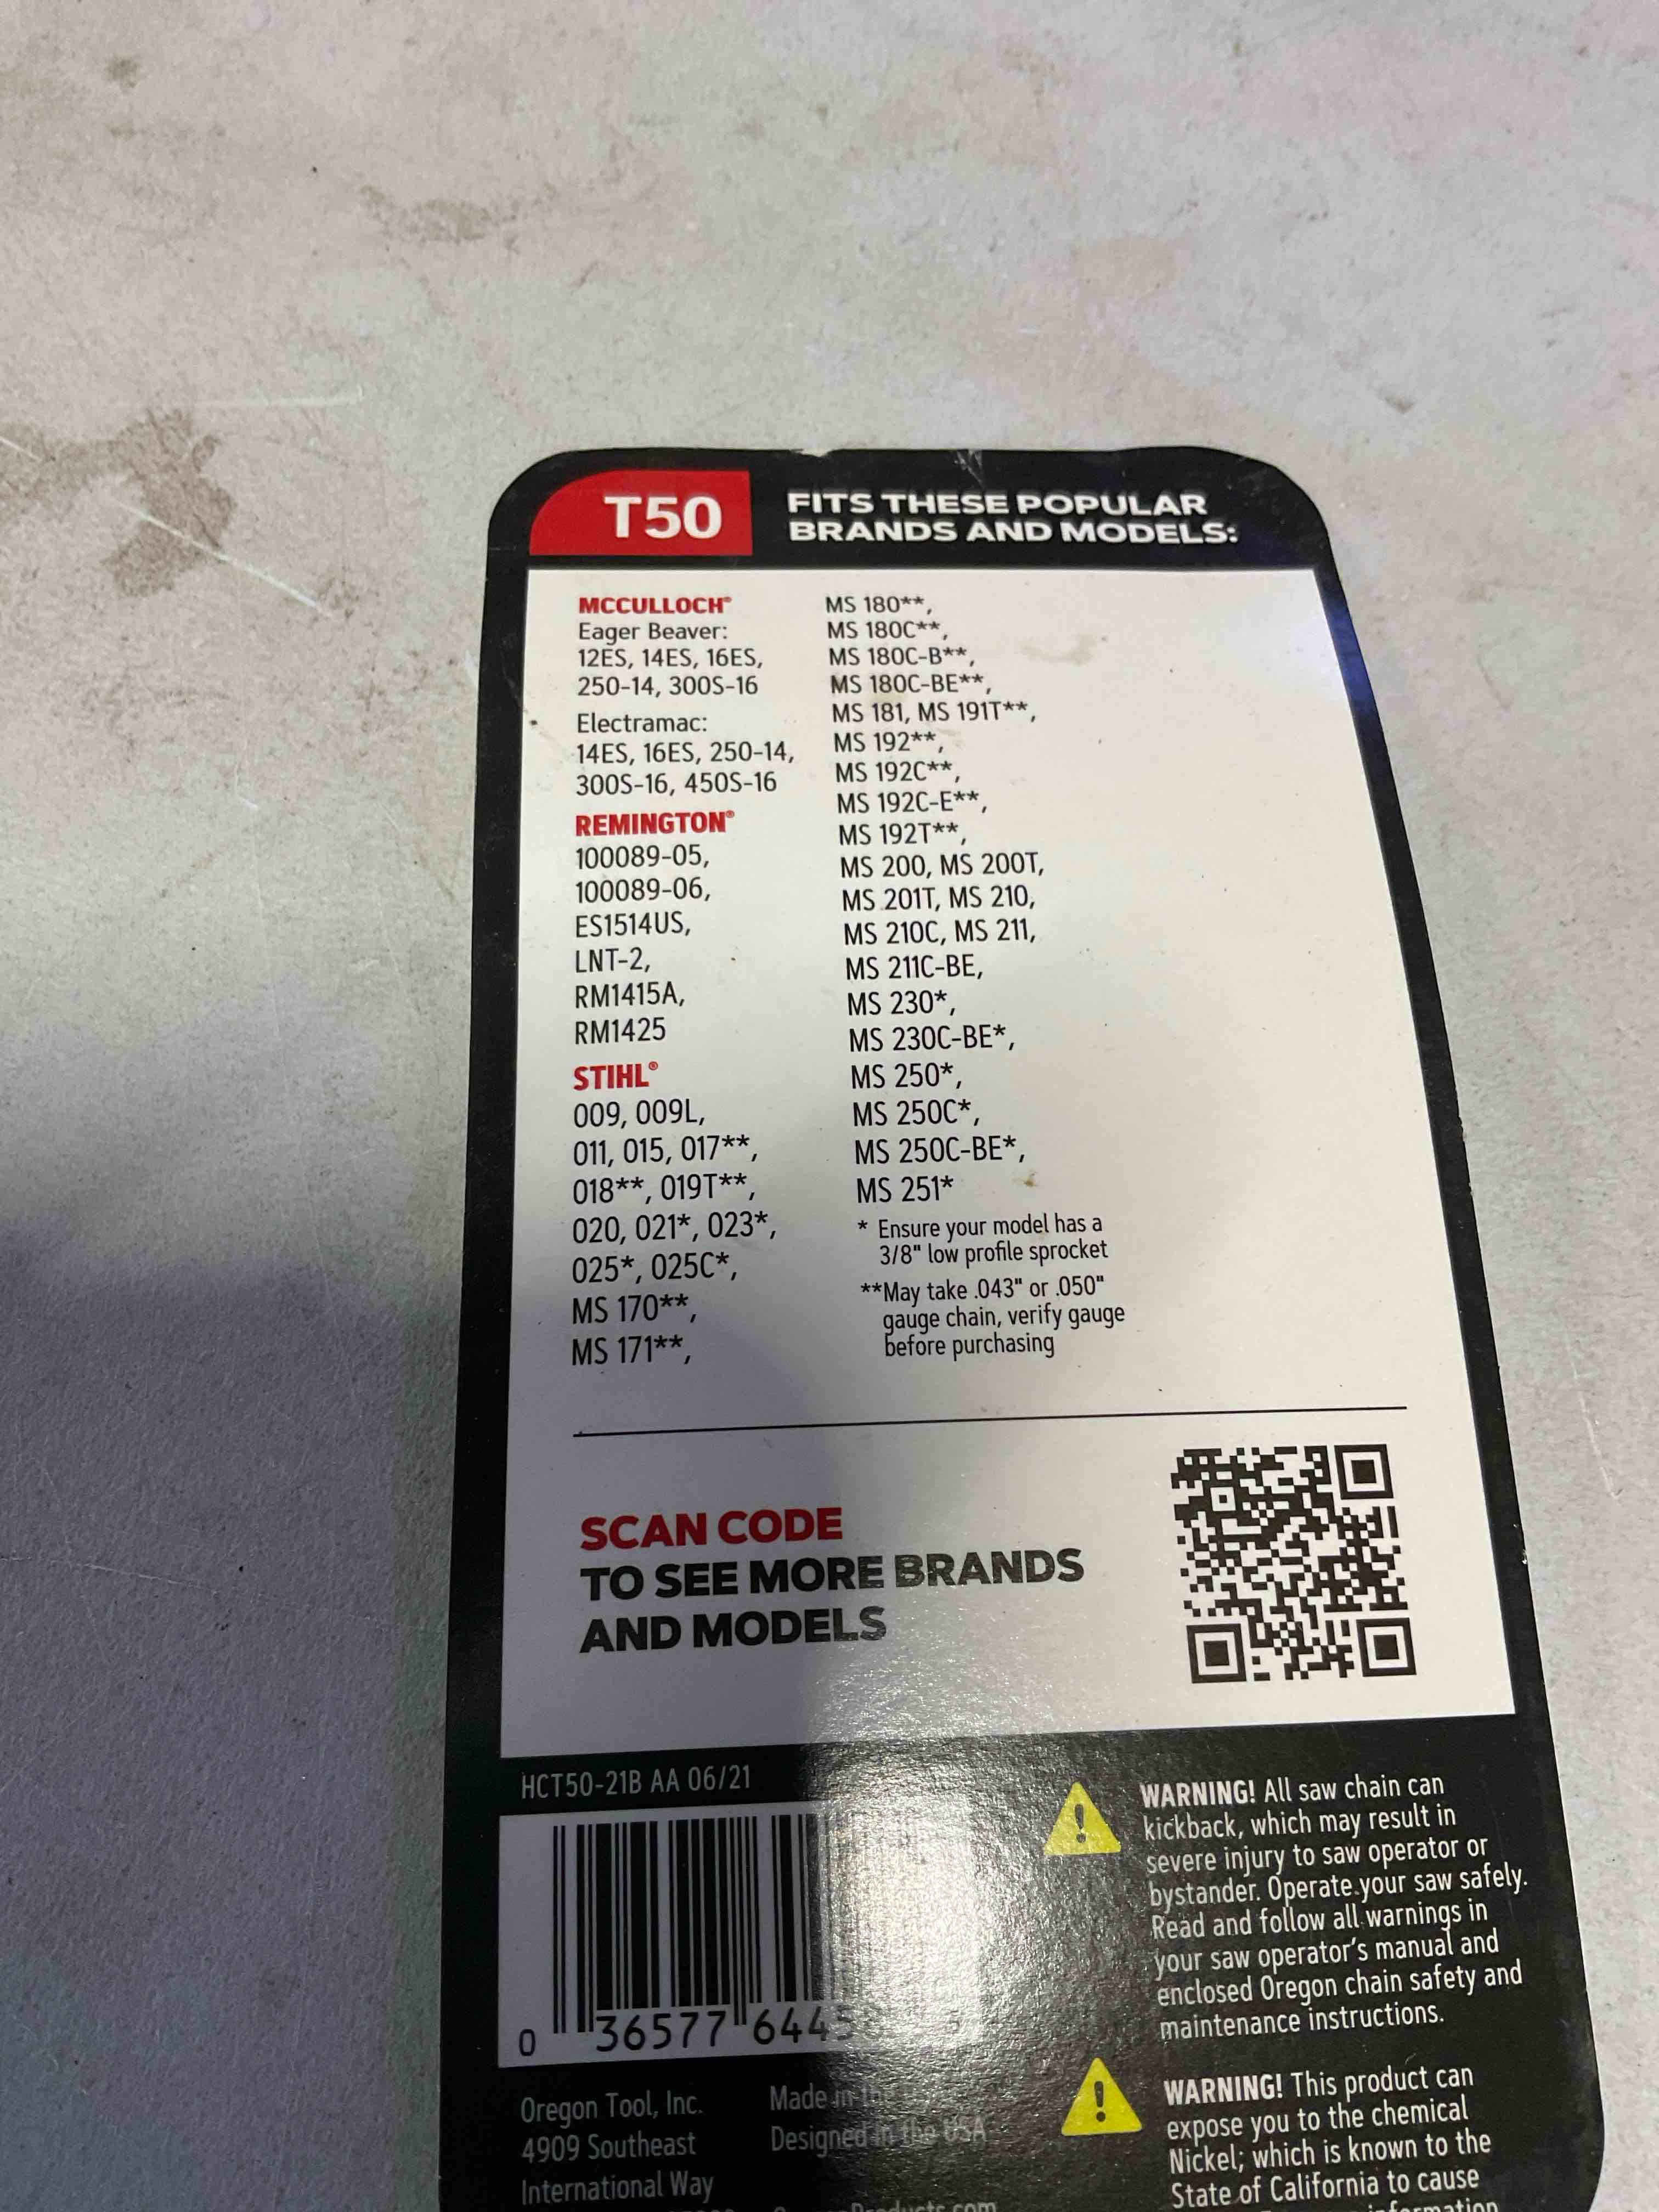 T50
FITS THESE POPULAR
BRANDS AND MODELS:
MCCULLOCH®
Eager Beaver:
12ES, 14ES, 16ES,
250-14, 300S-16
Electramac:
14ES, 16ES, 250-14,
300S-16, 450S-16
REMINGTON®
100089-05,
100089-06,
ES1514US,
LNT-2,
RM1415A,
RM1425
STIHL®
009, 009L,
011, 015, 017**,
018**, 019T**,
020, 021*, 023*,
025*, 025C*,
MS 170**,
MS 171**,
MS 180**,
MS 180C**,
MS 180C-B**,
MS 180C-BE**,
MS 181, MS 191T**,
MS 192**,
MS 192C**,
MS 192C-E**,
MS 192T**,
MS 200, MS 200T,
MS 201T, MS 210,
MS 210C, MS 211,
MS 211C-BE,
MS 230*,
MS 230C-BE*,
MS 250*,
MS 250C*,
MS 250C-BE*,
MS 251*
* Ensure your model has a
3/8" low profile sprocket
**May take .043" or .050"
gauge chain, verify gauge
before purchasing
SCAN CODE
TO SEE MORE BRANDS
AND MODELS
HCT50-21B AA 06/21
0 36577 644
Oregon Tool, Inc.
4909 Southeast
International Way
Made in the
Designed in the USA
WARNING! All saw chain can
kickback, which may result in
severe injury to saw operator or
bystander. Operate your saw safely.
Read and follow all warnings in
your saw operator's manual and
enclosed Oregon chain safety and
maintenance instructions.
WARNING! This product can
expose you to the chemical
Nickel; which is known to the
State of California to cause